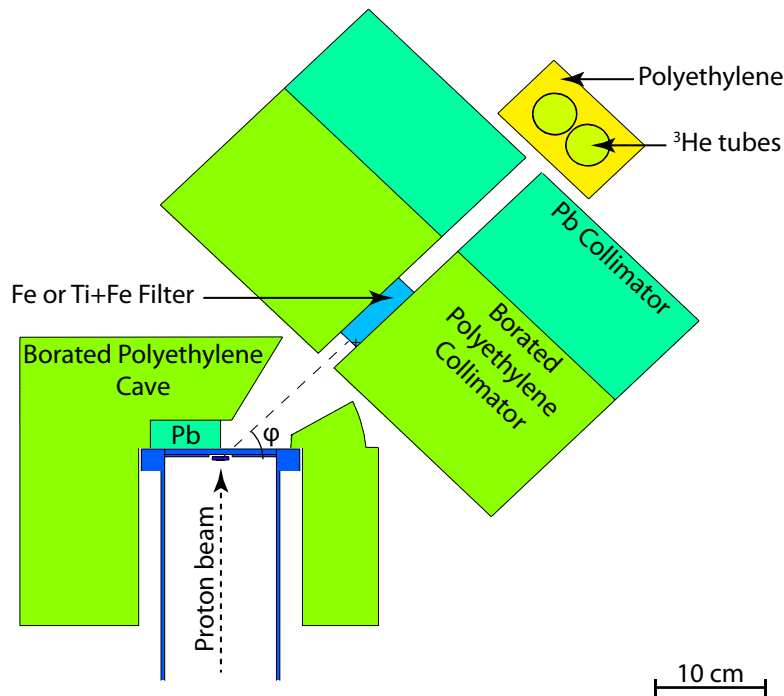 Polyethylene
³He tubes
Pb Collimator
Fe or Ti+Fe Filter
Borated
Polyethylene
Collimator
Borated Polyethylene
Cave
Pb
φ
Proton beam
10 cm